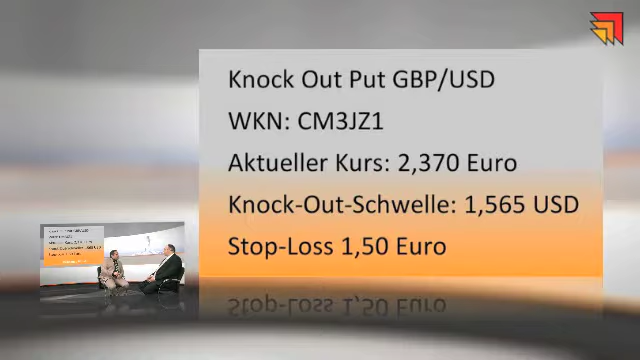 Knock Out Put GBP/USD
WKN: CM3JZ1
Aktueller Kurs: 2,370 Euro
Knock-Out-Schwelle: 1,565 USD
Stop-Loss 1,50 Euro